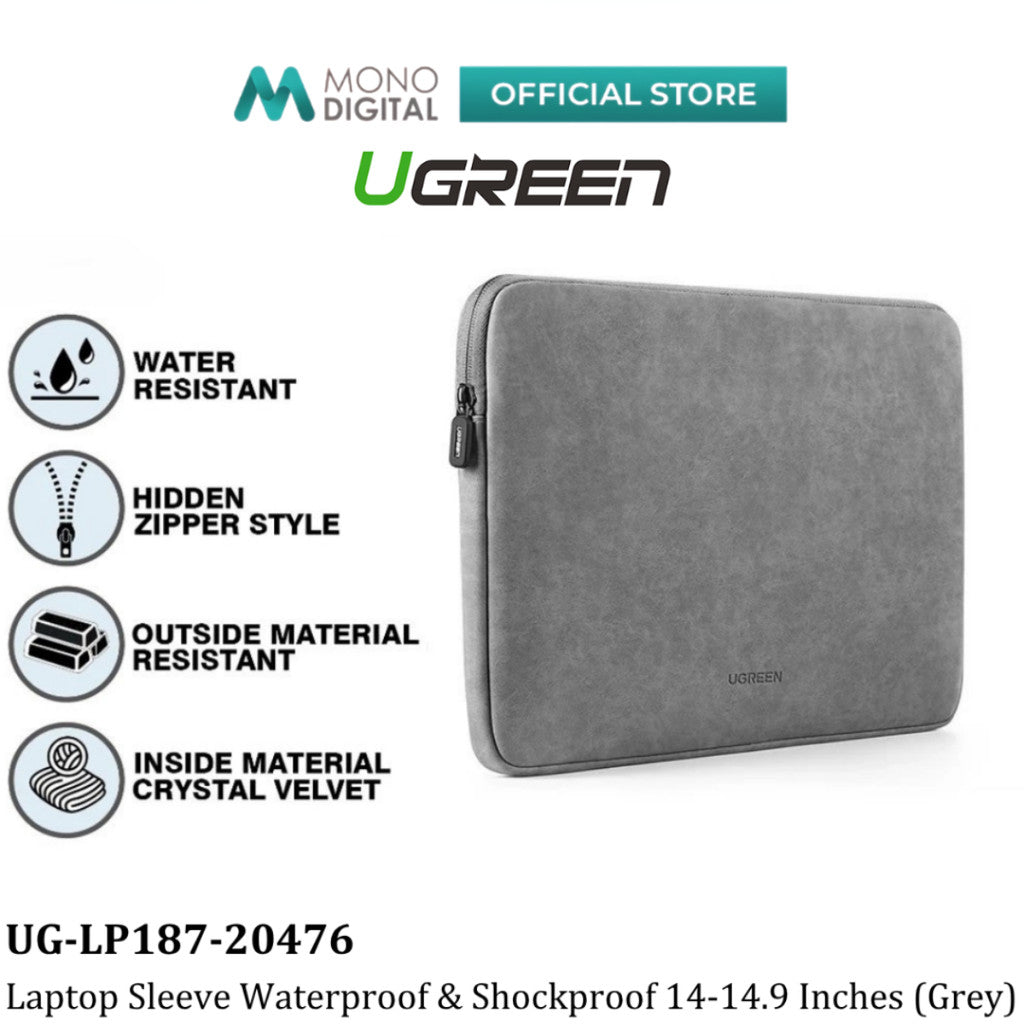 MONO
DIGITAL
OFFICIAL STORE
UGREEN
WATER
RESISTANT
HIDDEN
ZIPPER STYLE
OUTSIDE MATERIAL
RESISTANT
INSIDE MATERIAL
CRYSTAL VELVET
UGREEN
UGREEN
UG-LP187-20476
Laptop Sleeve Waterproof & Shockproof 14-14.9 Inches (Grey)